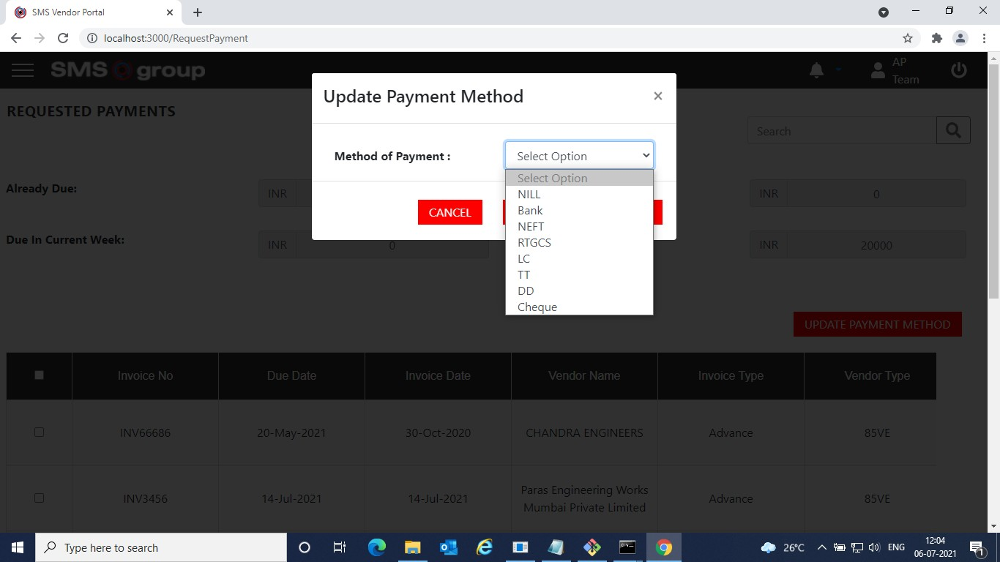 SMS Vendor Portal
localhost:3000/RequestPayment
SMS group
AP
Team
Update Payment Method
×
REQUESTED PAYMENTS
Search
Method of Payment :
Select Option
Select Option
NILL
Bank
NEFT
RTGCS
LC
TT
DD
Cheque
Already Due:
INR
INR
0
CANCEL
Due In Current Week:
INR
0
INR
20000
UPDATE PAYMENT METHOD
Invoice No
Due Date
Invoice Date
Vendor Name
Invoice Type
Vendor Type
INV66686
20-May-2021
30-Oct-2020
CHANDRA ENGINEERS
Advance
85VE
INV3456
14-Jul-2021
14-Jul-2021
Paras Engineering Works
Mumbai Private Limited
Advance
85VE
Type here to search
26°C
ENG
12:04
06-07-2021
1